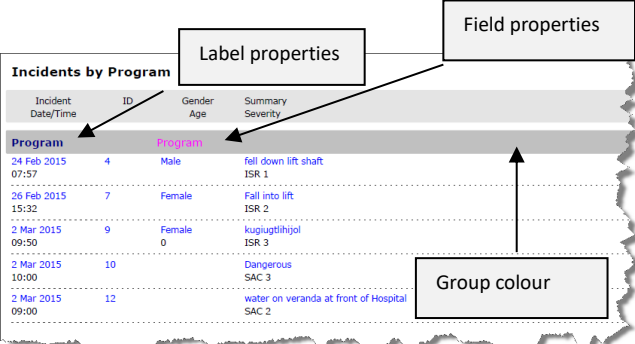 Field properties
Label properties
Incidents by Program
Incident ID Gender Summary
Date/Time Age Severity
Program Program
24 Feb 2015 4 Male fell down lift shaft
07:57 ISR 1
26 Feb 2015 7 Female Fall into lift
15:32 ISR 2
2 Mar 2015 9 Female kugiugtlihijol
09:50 0 ISR 3
2 Mar 2015 10 Dangerous
10:00 SAC 3
Group colour
2 Mar 2015 12 water on veranda at front of Hospital
09:00 SAC 2